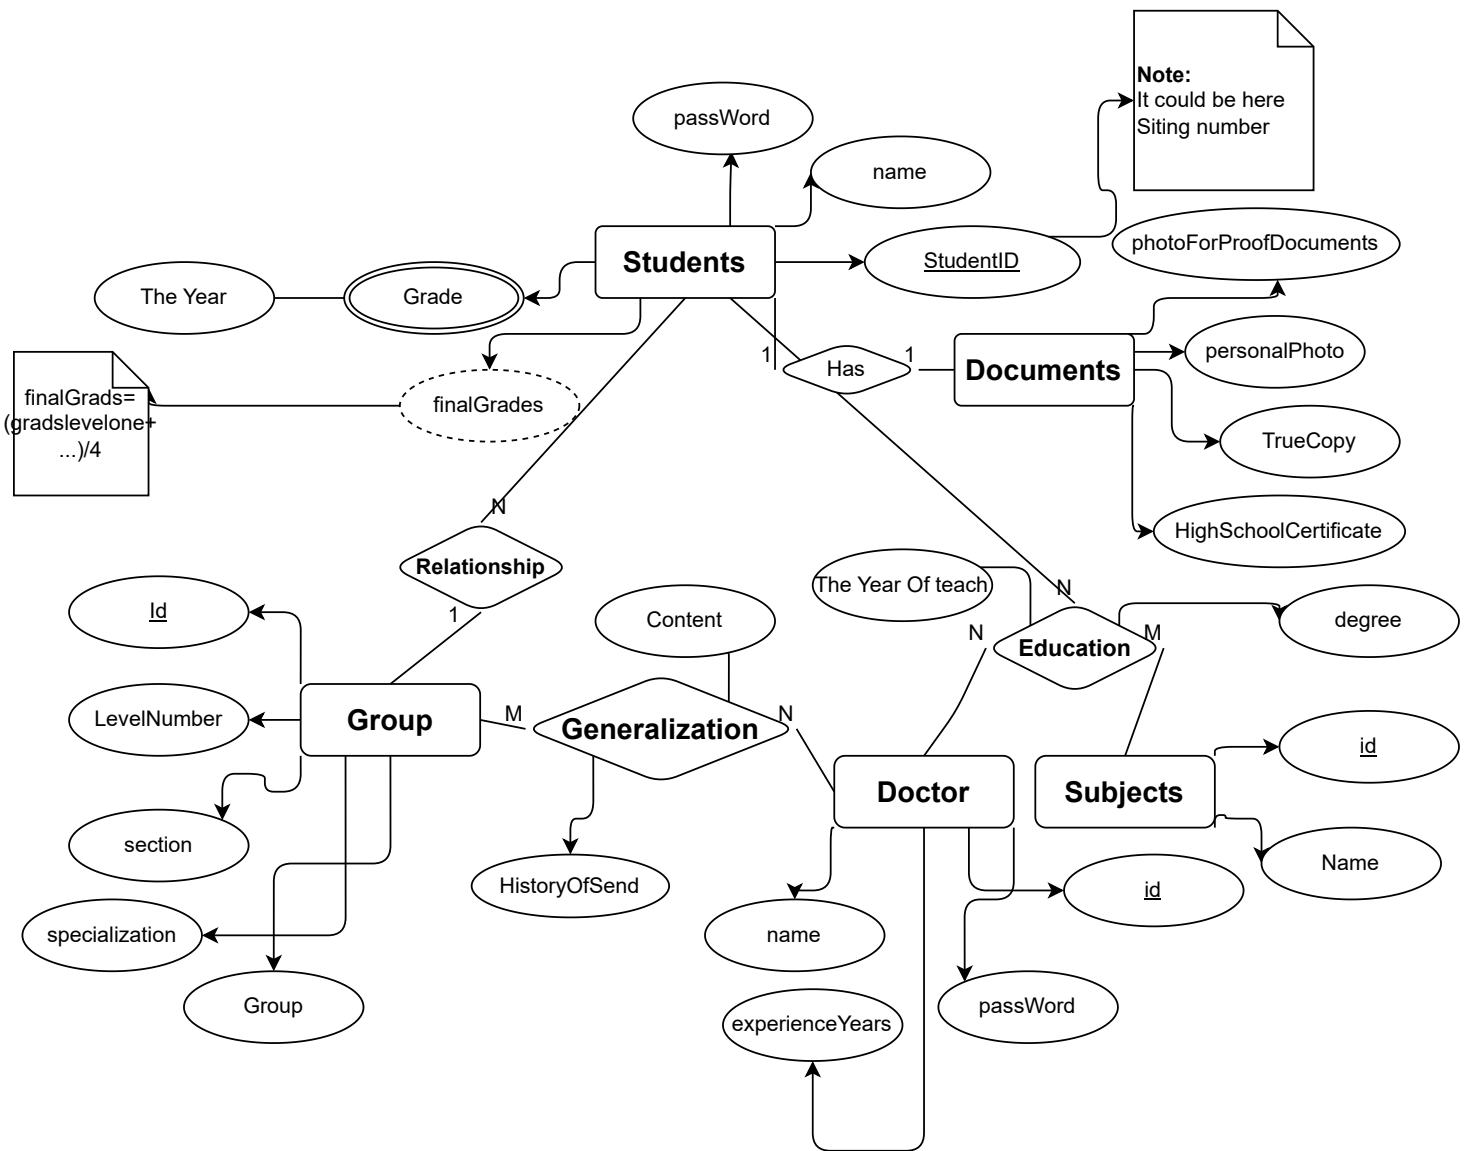 Note:
It could be here
Siting number
passWord
name
Students
StudentID
photoForProofDocuments
The Year
Grade
personalPhoto
1
Has
1
Documents
finalGrads=
(gradslevelone+
...)/4
finalGrades
TrueCopy
N
HighSchoolCertificate
Relationship
The Year Of teach
N
Id
1
Content
N
Education
M
degree
LevelNumber
Group
M
Generalization
N
id
Doctor
Subjects
section
Name
HistoryOfSend
id
specialization
name
Group
passWord
experienceYears